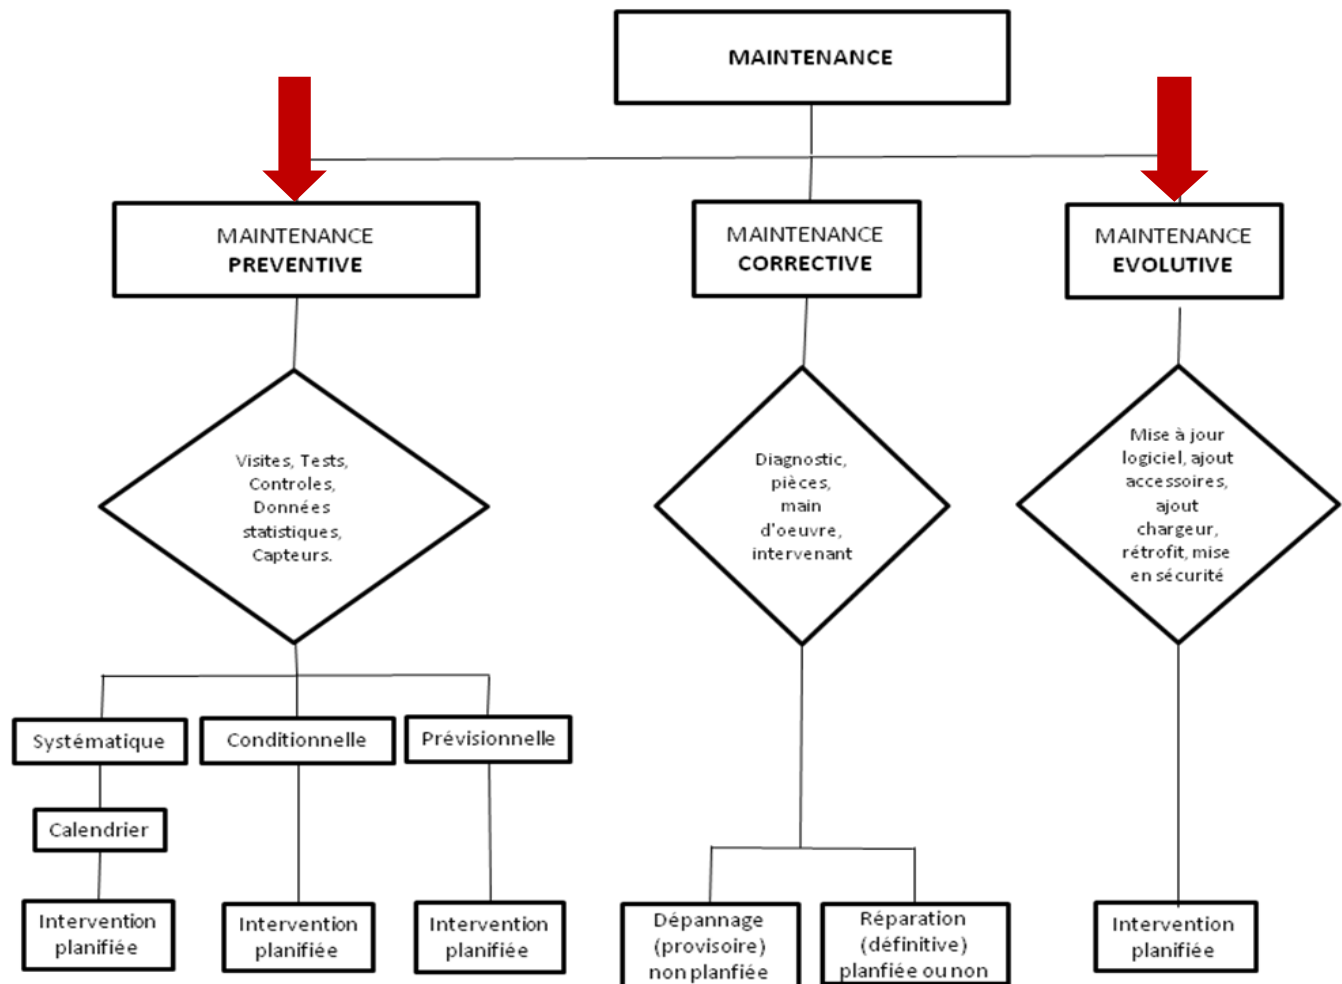 MAINTENANCE
MAINTENANCE
PREVENTIVE
MAINTENANCE
CORRECTIVE
MAINTENANCE
EVOLUTIVE
Visites, Tests,
Controles,
Données
statistiques,
Capteurs.
Diagnostic,
pièces,
main
d'oeuvre,
intervenant
Mise à jour
logiciel, ajout
accessoires,
ajout
chargeur,
rétrofit, mise
en sécurité
Systématique
Conditionnelle
Prévisionnelle
Calendrier
Intervention
planifiée
Intervention
planifiée
Intervention
planifiée
Dépannage
(provisoire)
non planfiée
Réparation
(définitive)
planfiée ou non
Intervention
planifiée